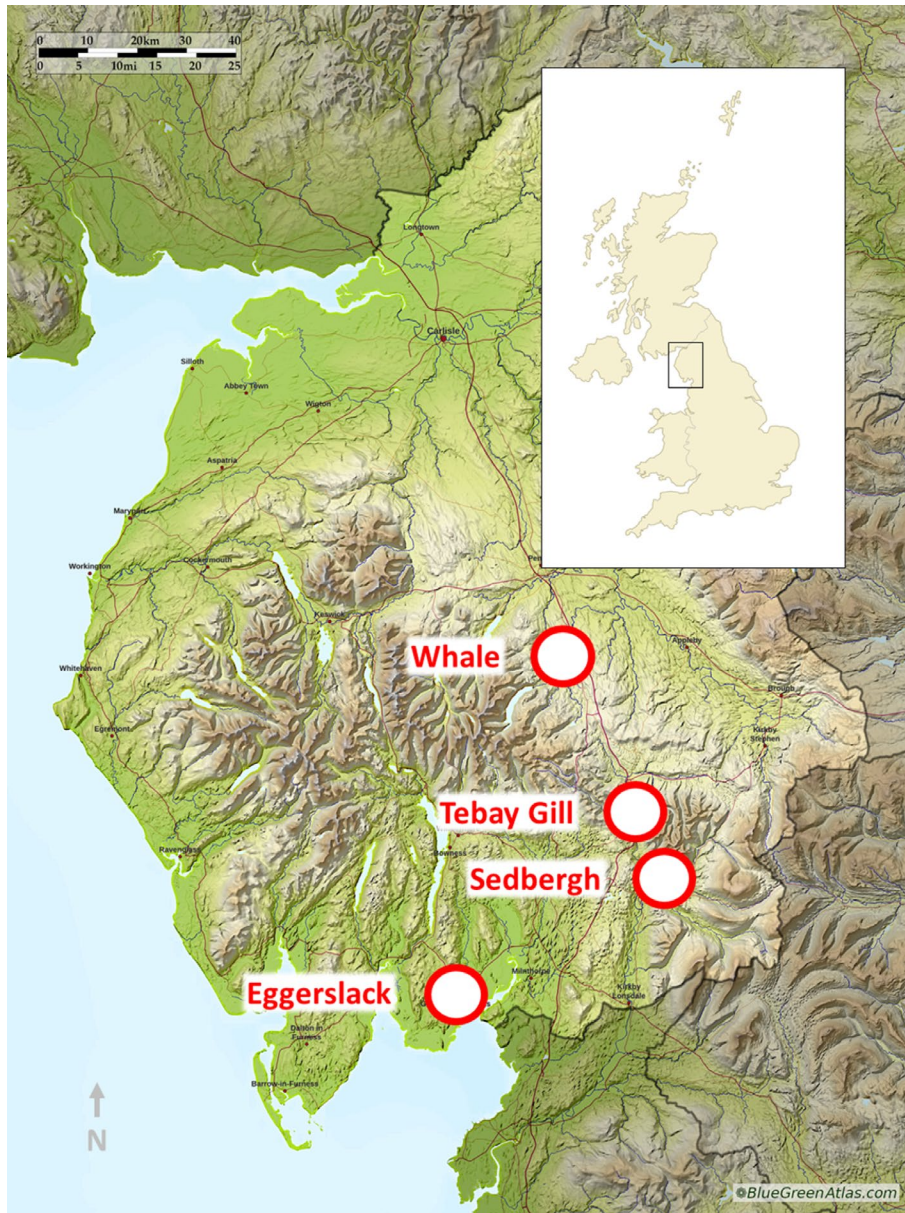 0 10 20km 30 40
0 5 10mi 15 20 25
Longtown
Carlisle
Silloth
Abbey Town
Wigton
Aspatria
Maryport
Workington
Cockermouth
Keswick
Whale
Appleby
Whitehaven
Brough
Egremont
Kirkby
Stephen
Tebay Gill
Ravenglass
Bowness
Sedbergh
Milnthorpe
Eggerslack
Kirkby
Lonsdale
Dalton in
Furness
Barrow-in-Furness
N
©BlueGreenAtlas.com